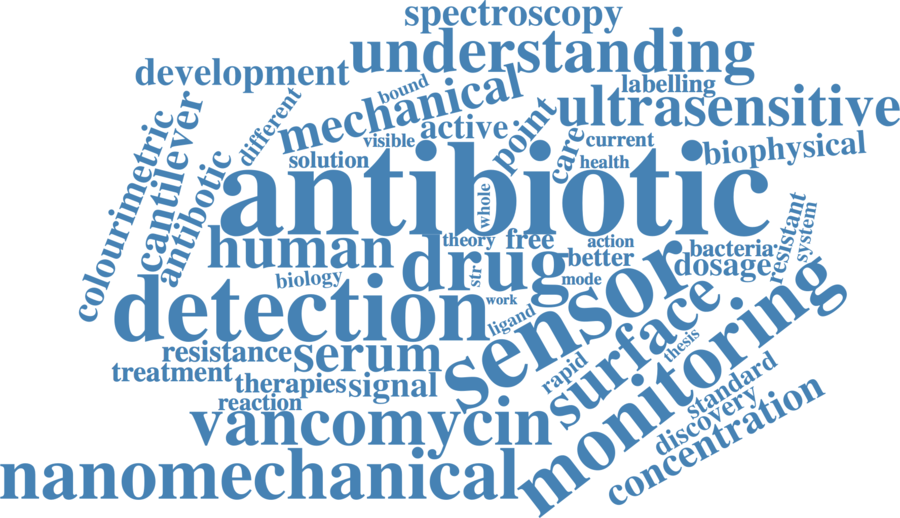 spectroscopy
understanding
development
bound
labelling
mechanical
ultrasensitive
different
visible
active
point
care
current
biophysical
colourimetric
cantilever
antibotic
solution
health
antibiotic
whole
resistant
system
human
theory
free
action
bacteria
drug
str
better
dosage
biology
mode
sensor
detection
work
ligand
surface
monitoring
thesis
resistance
serum
treatment
therapies
signal
rapid
standard
reaction
discovery
vancomycin
concentration
nanomechanical